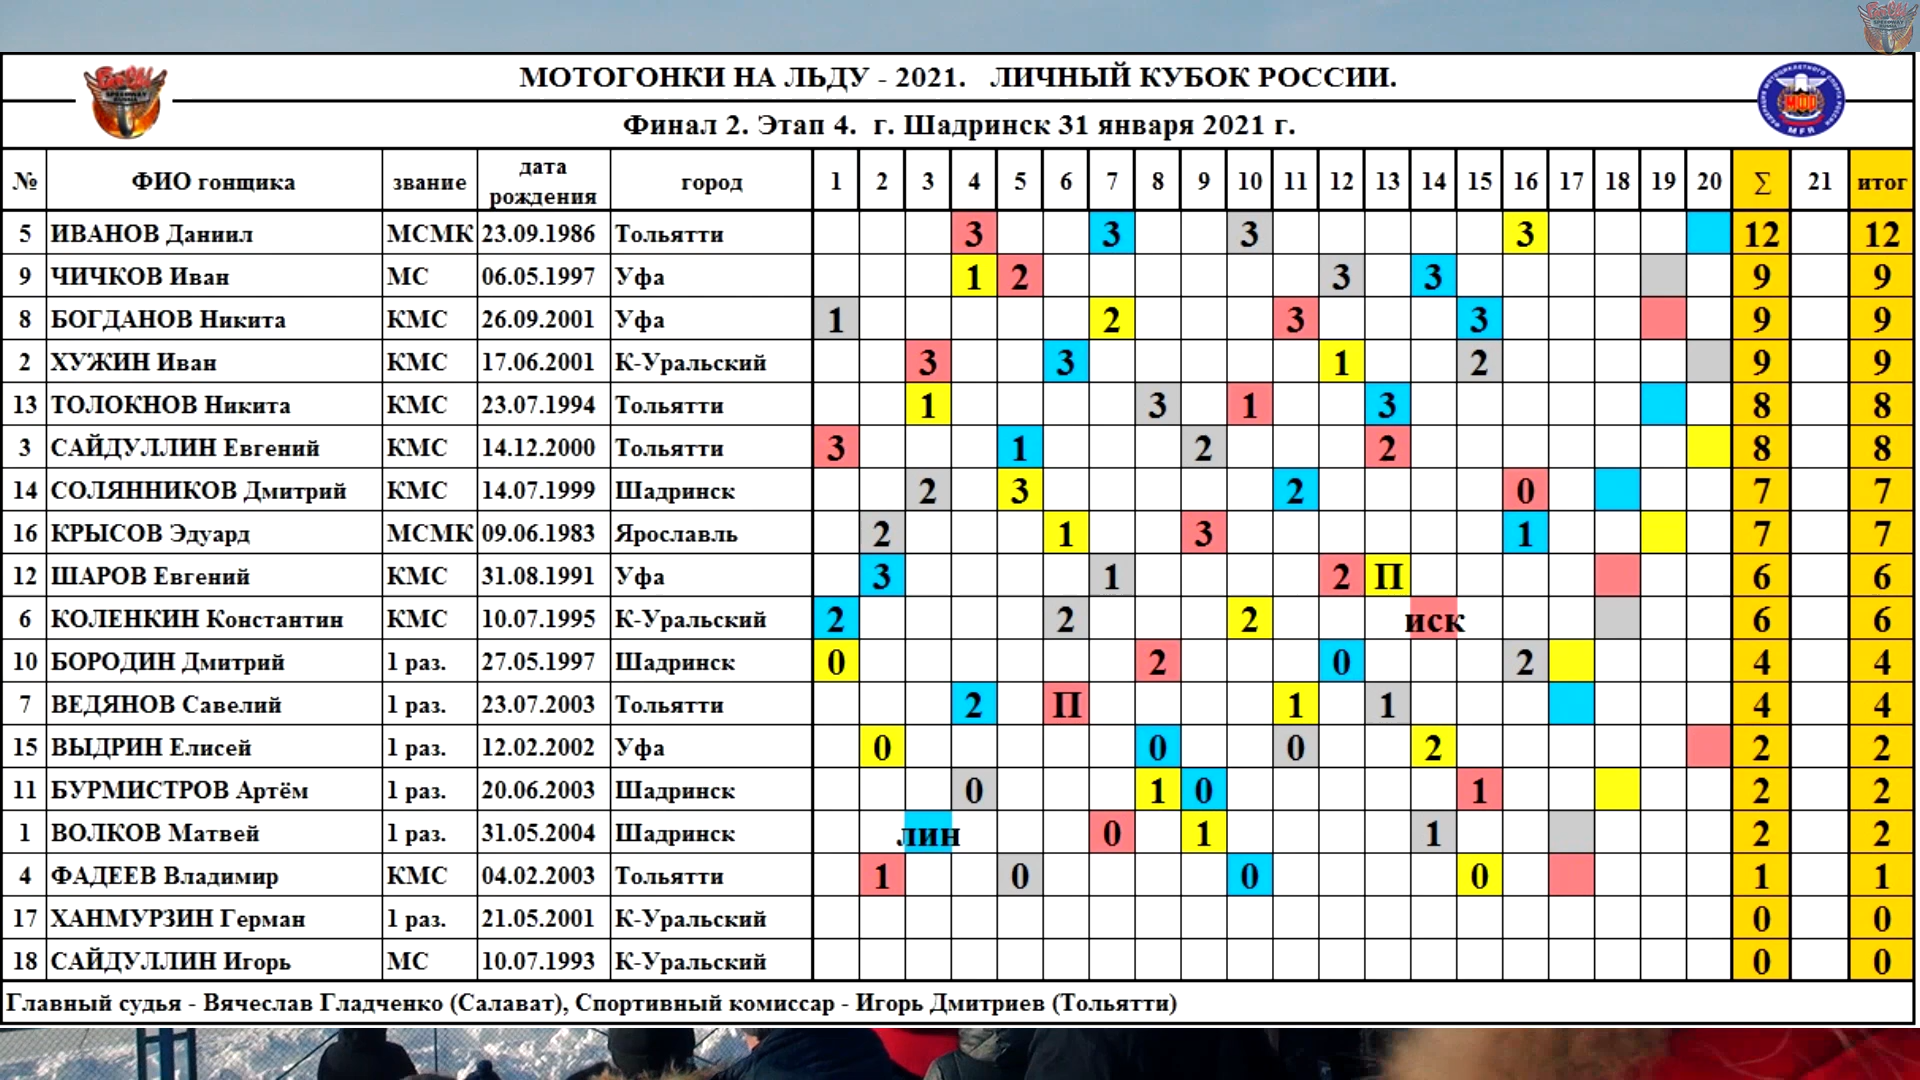 МОТОГОНКИ НА ЛЬДУ - 2021. ЛИЧНЫЙ КУБОК РОССИИ.
Финал 2. Этап 4. г. Шадринск 31 января 2021 г.
№ ФИО гонщика звание дата рождения город 1 2 3 4 5 6 7 8 9 10 11 12 13 14 15 16 17 18 19 20 ∑ 21 итог
5 ИВАНОВ Даниил МСМК 23.09.1986 Тольятти 3 3 3 3 12 12
9 ЧИЧКОВ Иван МС 06.05.1997 Уфа 1 2 3 3 9 9
8 БОГДАНОВ Никита КМС 26.09.2001 Уфа 1 2 3 3 9 9
2 ХУЖИН Иван КМС 17.06.2001 К-Уральский 3 3 1 2 9 9
13 ТОЛОКНОВ Никита КМС 23.07.1994 Тольятти 1 3 1 3 8 8
3 САЙДУЛЛИН Евгений КМС 14.12.2000 Тольятти 3 1 2 2 8 8
14 СОЛЯННИКОВ Дмитрий КМС 14.07.1999 Шадринск 2 3 2 0 7 7
16 КРЫСОВ Эдуард МСМК 09.06.1983 Ярославль 2 1 3 1 7 7
12 ШАРОВ Евгений КМС 31.08.1991 Уфа 3 1 2 П 6 6
6 КОЛЕНКИН Константин КМС 10.07.1995 К-Уральский 2 2 2 иск 6 6
10 БОРОДИН Дмитрий 1 раз. 27.05.1997 Шадринск 0 2 0 2 4 4
7 ВЕДЯНОВ Савелий 1 раз. 23.07.2003 Тольятти 2 П 1 1 4 4
15 ВЫДРИН Елисей 1 раз. 12.02.2002 Уфа 0 0 0 2 2 2
11 БУРМИСТРОВ Артём 1 раз. 20.06.2003 Шадринск 0 1 0 1 2 2
1 ВОЛКОВ Матвей 1 раз. 31.05.2004 Шадринск лин 0 1 1 2 2
4 ФАДЕЕВ Владимир КМС 04.02.2003 Тольятти 1 0 0 0 1 1
17 ХАНМУРЗИН Герман 1 раз. 21.05.2001 К-Уральский 0 0
18 САЙДУЛЛИН Игорь МС 10.07.1993 К-Уральский 0 0
Главный судья - Вячеслав Гладченко (Салават), Спортивный комиссар - Игорь Дмитриев (Тольятти)